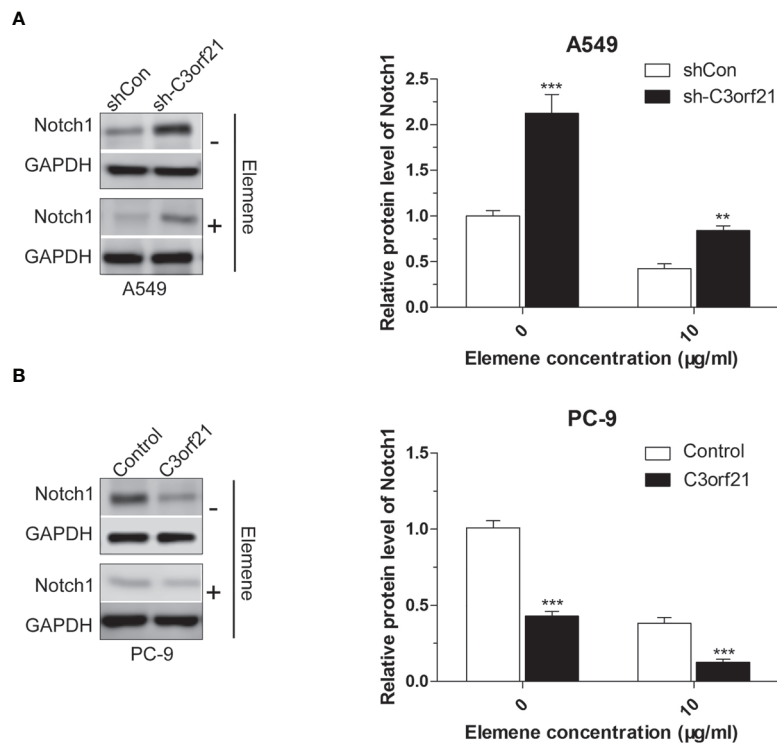 A
shCon
sh-C3orf21
Notch1
GAPDH
-
Notch1
GAPDH
+
Elemene
A549
A549
shCon
sh-C3orf21
Relative protein level of Notch1
2.5
2.0
1.5
1.0
0.5
0.0
***
**
0
10
Elemene concentration (µg/ml)
B
Control
C3orf21
Notch1
GAPDH
-
Notch1
GAPDH
+
Elemene
PC-9
PC-9
Control
C3orf21
Relative protein level of Notch1
1.5
1.0
0.5
0.0
***
***
0
10
Elemene concentration (µg/ml)